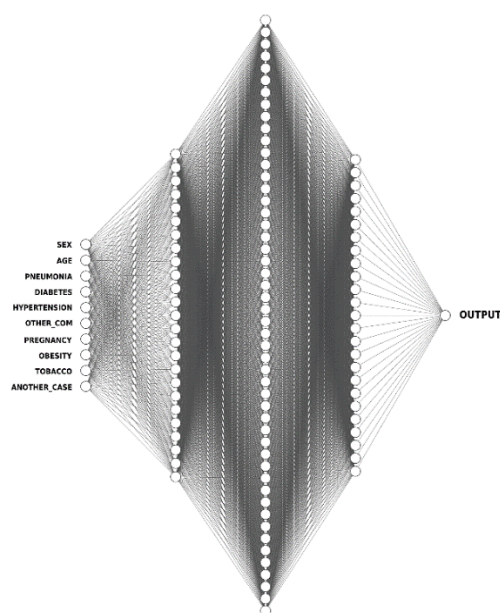 SEX
AGE
PNEUMONIA
DIABETES
HYPERTENSION
OTHER_COM
PREGNANCY
OBESITY
TOBACCO
ANOTHER_CASE
OUTPUT